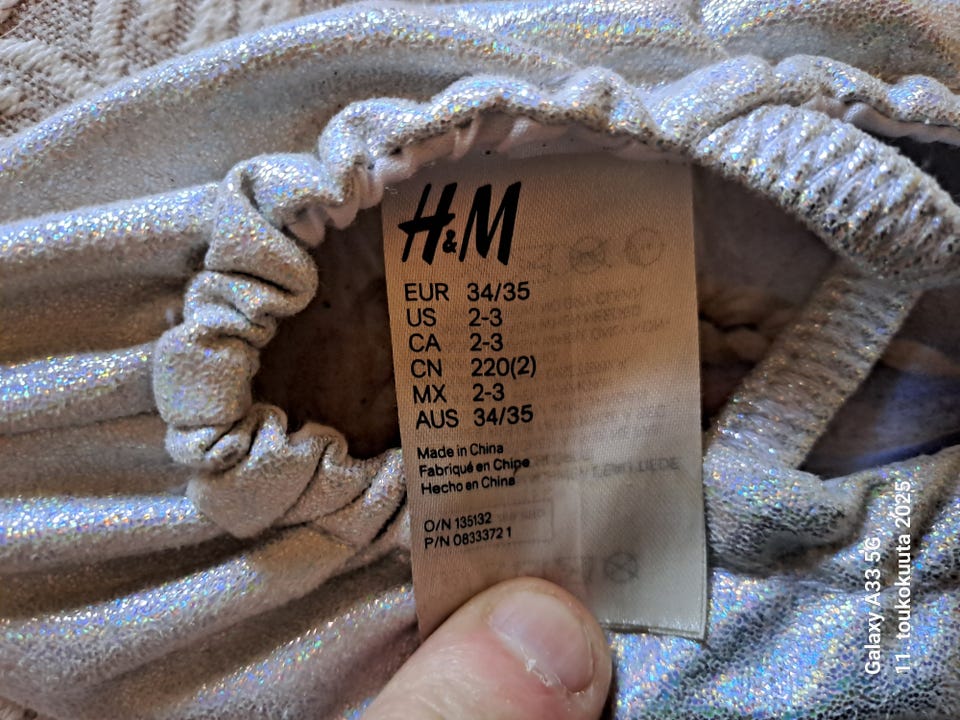 H&M
EUR 34/35
US 2-3
CA 2-3
CN 220(2)
MX 2-3
AUS 34/35
Made in China
Fabriqué en Chine
Hecho en China
O/N 135132
P/N 0833372 1
Galaxy A33 5G
11. toukokuuta 2025